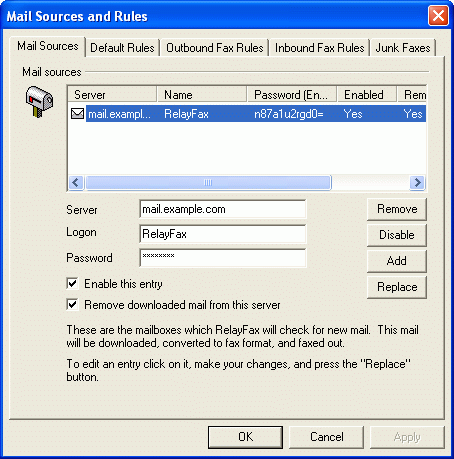 Mail Sources and Rules
Mail Sources Default Rules Outbound Fax Rules Inbound Fax Rules Junk Faxes
Mail sources
Server Name Password (En... Enabled Rem
mail.exampl... RelayFax n87a1u2rgd0= Yes Yes
Server mail.example.com Remove
Logon RelayFax Disable
Password ******** Add
Enable this entry Replace
Remove downloaded mail from this server
These are the mailboxes which RelayFax will check for new mail. This mail
will be downloaded, converted to fax format, and faxed out.
To edit an entry click on it, make your changes, and press the "Replace"
button.
OK Cancel Apply